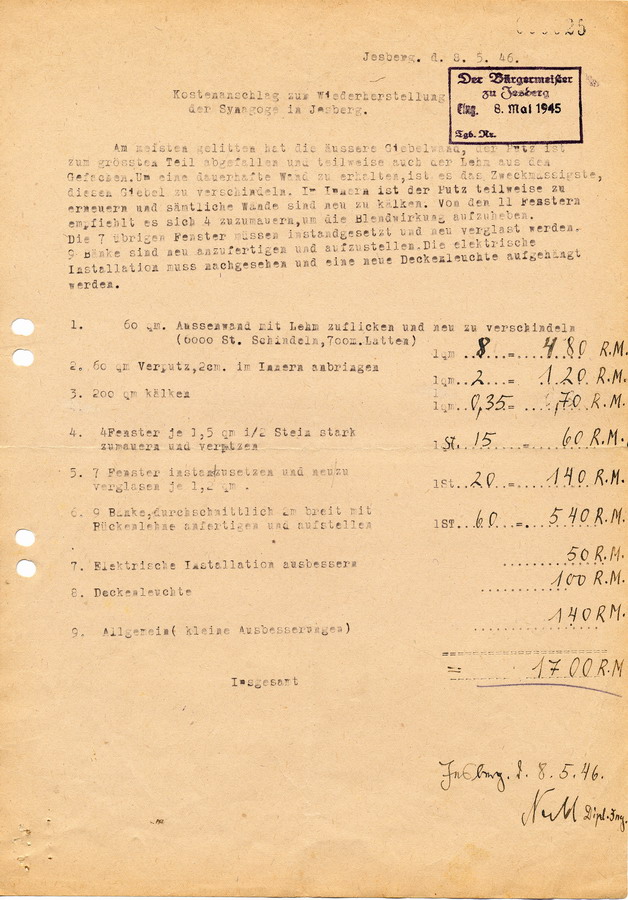 25
Jesberg. d. 8. 5. 46.
Der Bürgermeister
zu Jesberg
Eing. 8. Mai 1945
Tgb. Nr.
Kostenanschlag zum Wiederherstellung
der Synagoge in Jesberg.
Am meisten gelitten hat die äussere Giebelwand, der Putz ist
zum grössten Teil abgefallen und teilweise auch der Lehm aus den
Gefachen.Um eine dauerhafte Wand zu erhalten,ist es das Zweckmässigste,
diesen Giebel zu verschindeln. Im Innern ist der Putz teilweise zu
erneuern und sämtliche Wände sind neu zu kälken. Von den 11 Fenstern
empfiehlt es sich 4 zuzumauern,um die Blendwirkung aufzuheben.
Die 7 übrigen Fenster müssen instandgesetzt und neu verglast werden.
9 Bänke sind neu anzufertigen und aufzustellen.Die elektrische
Installation muss nachgesehen und eine neue Deckenleuchte aufgehängt
werden.
1. 60 qm. Aussenwand mit Lehm zuflicken und neu zu verschindeln
(6000 St. Schindeln,700m.Latten) 1qm ..8..= 480 R.M.
2. 60 qm Verputz,2cm. im Innern anbringen 1qm ..2...= 120 R.M.
3. 200 qm kälken 1qm ..0,35.= 70 R.M.
4. 4Fenster je 1,5 qm i/2 Stein stark
zumauern und verputzen 1St. 15 = 60 R.M.
5. 7 Fenster instandzusetzen und neuzu
verglasen je 1, qm . 1St...20...= 140 R.M.
6. 9 Bänke,durchschnittlich 2m breit mit
Rückenlehne anfertigen und aufstellen 1ST...60...= 540 R.M.
7. Elektrische Installation ausbessern 50 R.M.
8. Deckenleuchte 100 R.M.
9. Allgemein( kleine Ausbesserungen) 140 RM.
Insgesamt = 1700 R.M
Jesberg. d. 8. 5. 46.
Dipl.-Ing.